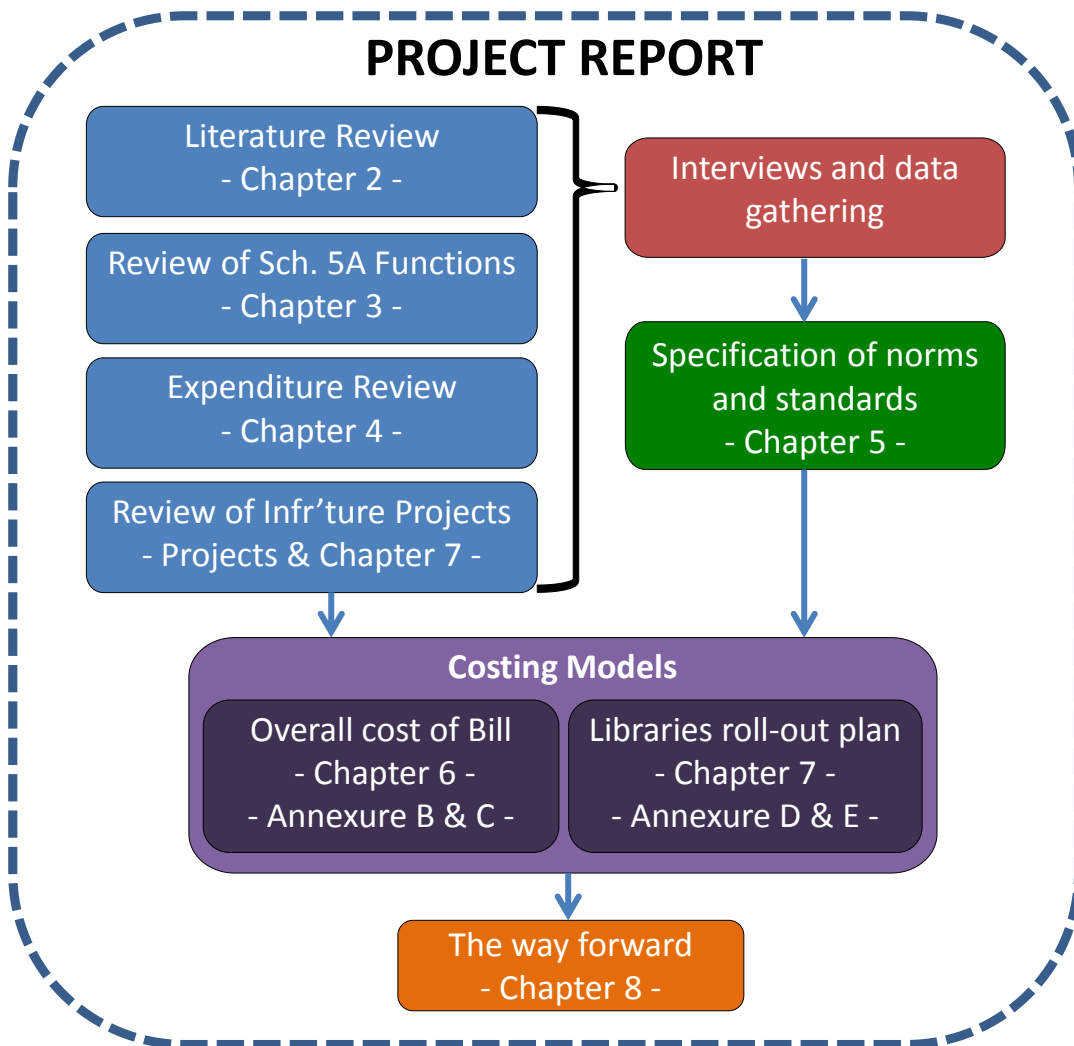 PROJECT REPORT
Literature Review
- Chapter 2 -
Review of Sch. 5A Functions
- Chapter 3 -
Expenditure Review
- Chapter 4 -
Review of Infr’ture Projects
- Projects & Chapter 7 -
Interviews and data
gathering
Specification of norms
and standards
- Chapter 5 -
Costing Models
Overall cost of Bill
- Chapter 6 -
- Annexure B & C -
Libraries roll-out plan
- Chapter 7 -
- Annexure D & E -
The way forward
- Chapter 8 -